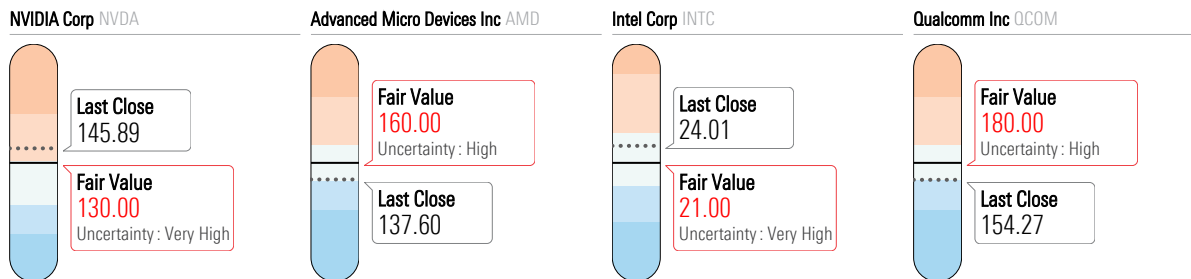 NVIDIA Corp NVDA
Last Close
145.89
Fair Value
130.00
Uncertainty : Very High
Advanced Micro Devices Inc AMD
Fair Value
160.00
Uncertainty : High
Last Close
137.60
Intel Corp INTC
Last Close
24.01
Fair Value
21.00
Uncertainty : Very High
Qualcomm Inc QCOM
Fair Value
180.00
Uncertainty : High
Last Close
154.27